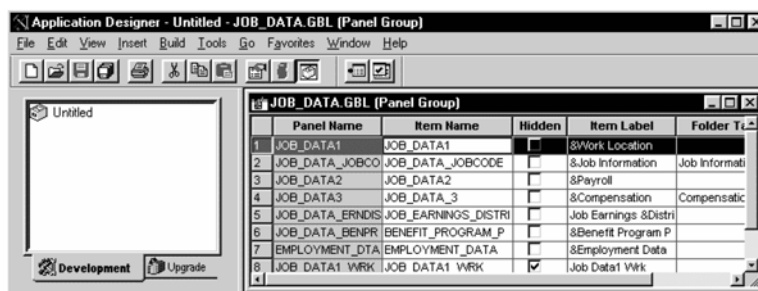 Application Designer - Untitled - JOB_DATA.GBL (Panel Group)
File Edit View Insert Build Tools Go Favorites Window Help
Untitled
Development Upgrade
JOB_DATA.GBL (Panel Group)
Panel Name Item Name Hidden Item Label Folder Ta
1 JOB_DATA1 JOB_DATA1 &Work Location
2 JOB_DATA_JOBCO JOB_DATA_JOBCODE &Job Information Job Informati
3 JOB_DATA2 JOB_DATA2 &Payroll
4 JOB_DATA3 JOB_DATA_3 &Compensation Compensatic
5 JOB_DATA_ERNDIS JOB_EARNINGS_DISTRI Job Earnings &Distri
6 JOB_DATA_BENPR BENEFIT_PROGRAM_P &Benefit Program P
7 EMPLOYMENT_DTA EMPLOYMENT_DATA &Employment Data
8 JOB_DATA1_WRK JOB_DATA1_WRK Job Data1 Wrk